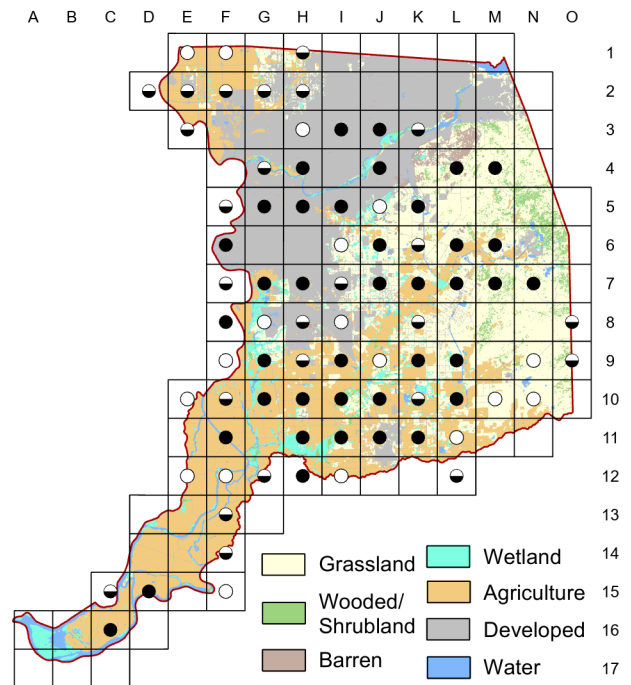 A B C D E F G H I J K L M N O
1
2
3
4
5
6
7
8
9
10
11
12
13
14
15
16
17
Grassland
Wooded/
Shrubland
Barren
Wetland
Agriculture
Developed
Water